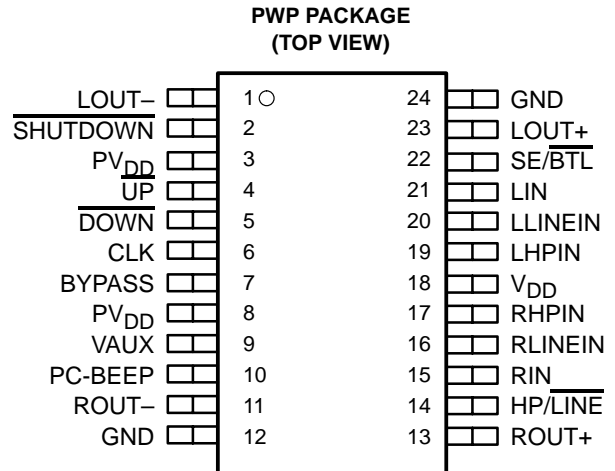 PWP PACKAGE
(TOP VIEW)
LOUT– 1 24 GND
SHUTDOWN 2 23 LOUT+
PVDD 3 22 SE/BTL
UP 4 21 LIN
DOWN 5 20 LLINEIN
CLK 6 19 LHPIN
BYPASS 7 18 VDD
PVDD 8 17 RHPIN
VAUX 9 16 RLINEIN
PC-BEEP 10 15 RIN
ROUT– 11 14 HP/LINE
GND 12 13 ROUT+